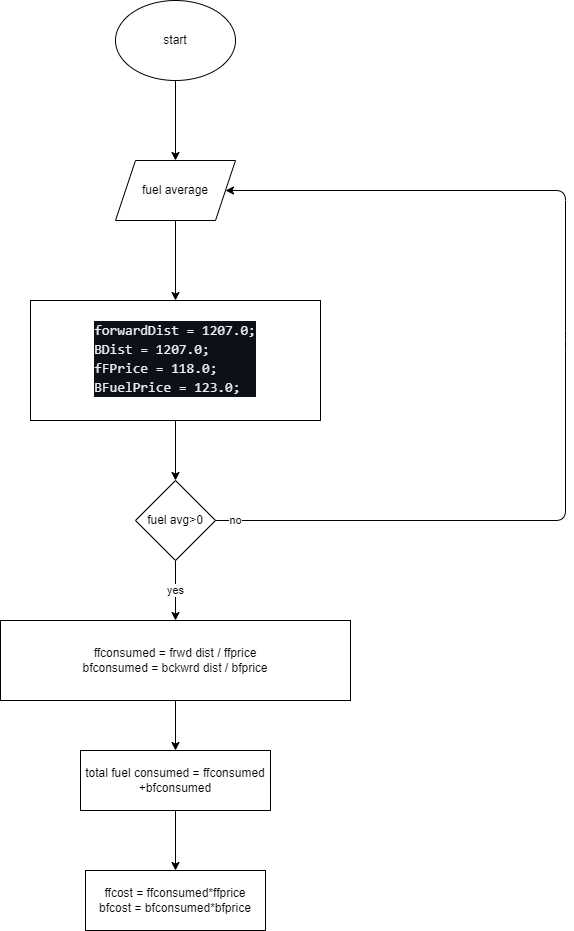 start
fuel average
forwardDist = 1207.0;
BDist = 1207.0;
fFPrice = 118.0;
BFuelPrice = 123.0;
fuel avg>0
no
yes
ffconsumed = frwd dist / ffprice
bfconsumed = bckwrd dist / bfprice
total fuel consumed = ffconsumed
+bfconsumed
ffcost = ffconsumed*ffprice
bfcost = bfconsumed*bfprice